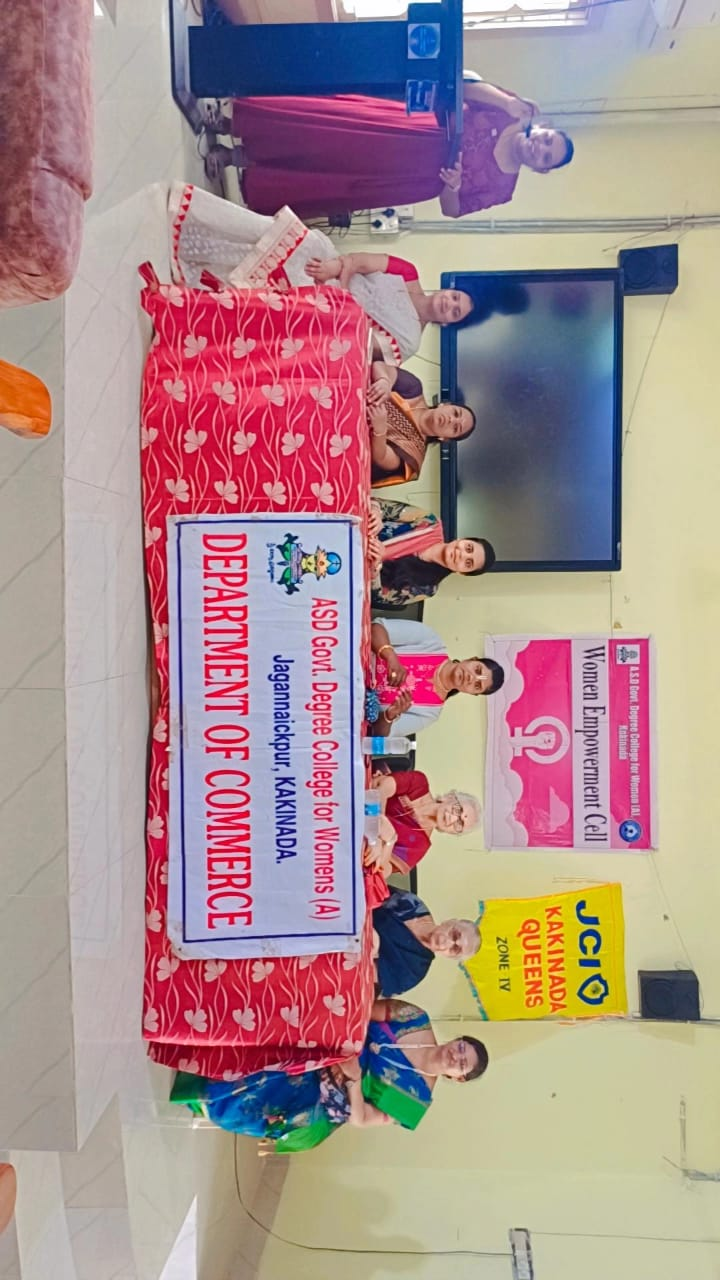 A.S.D Govt. Degree College for Women (A),
Kakinada
Women Empowerment Cell
JCI
KAKINADA
QUEENS
ZONE IV
ASD Govt. Degree College for Womens (A)
Jagannaickpur, KAKINADA.
DEPARTMENT OF COMMERCE